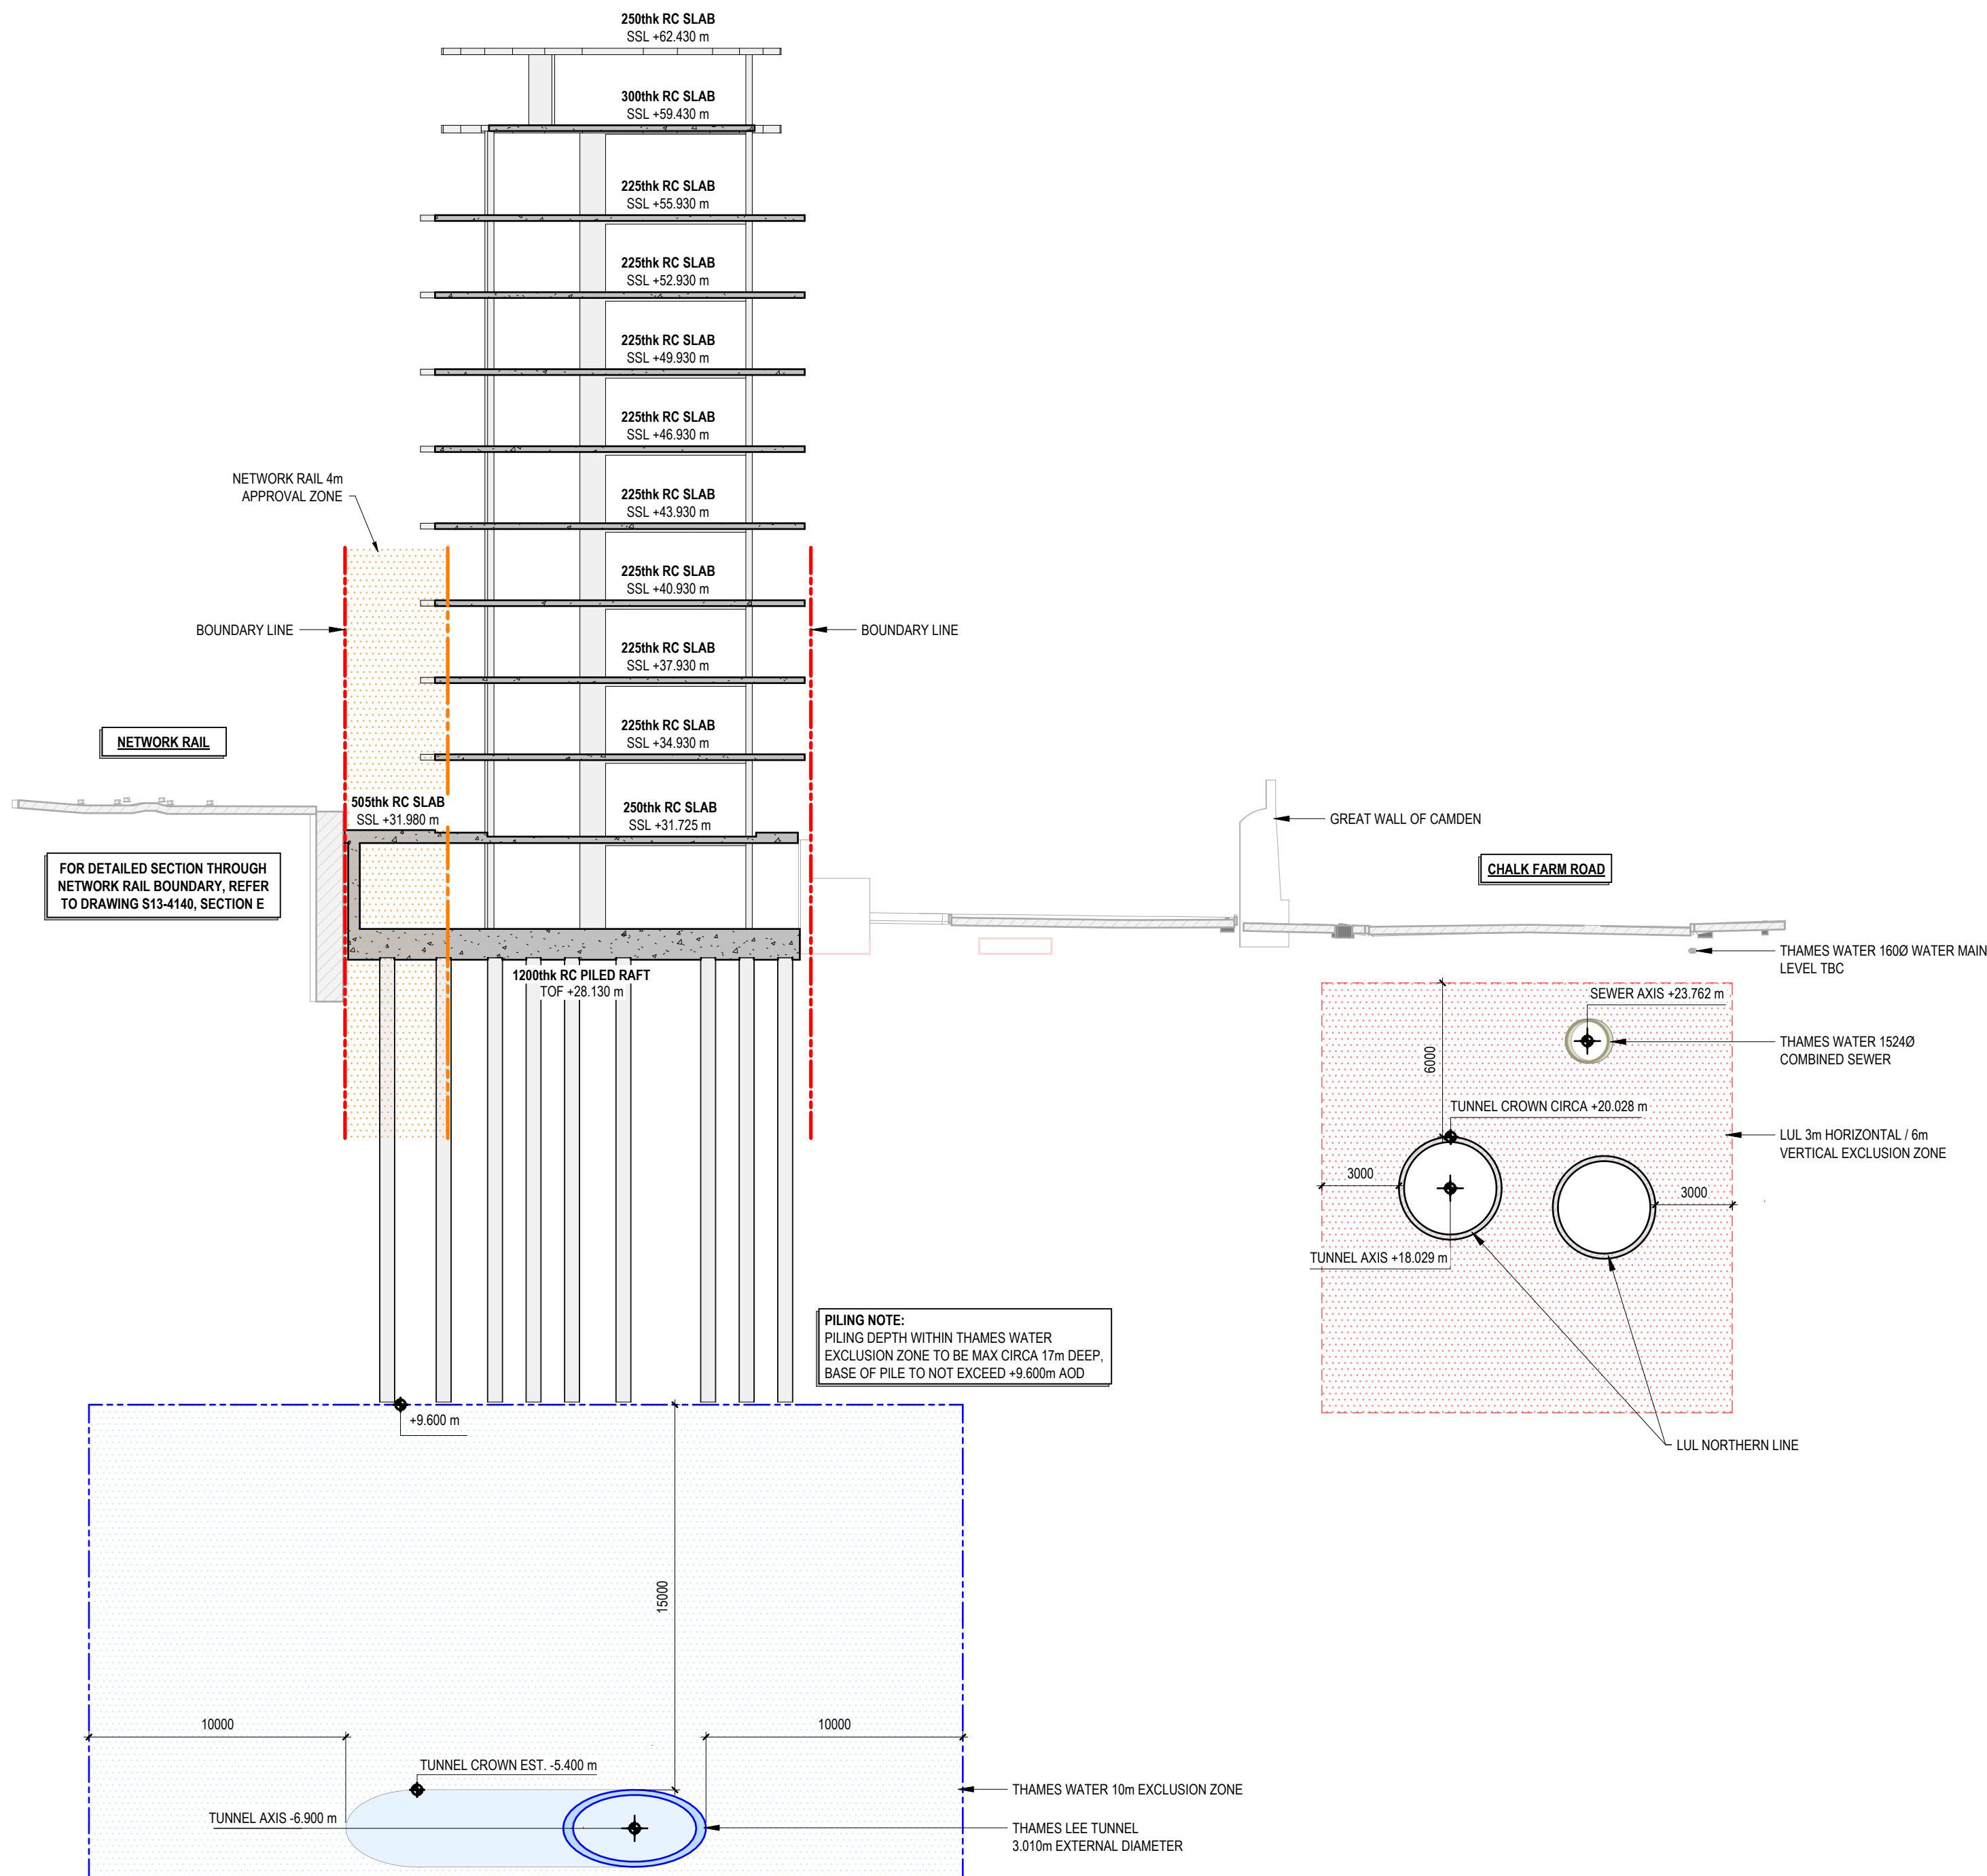 250thk RC SLAB
SSL +62.430 m
300thk RC SLAB
SSL +59.430 m
225thk RC SLAB
SSL +55.930 m
225thk RC SLAB
SSL +52.930 m
225thk RC SLAB
SSL +49.930 m
225thk RC SLAB
SSL +46.930 m
NETWORK RAIL 4m
APPROVAL ZONE
225thk RC SLAB
SSL +43.930 m
225thk RC SLAB
SSL +40.930 m
BOUNDARY LINE
BOUNDARY LINE
225thk RC SLAB
SSL +37.930 m
NETWORK RAIL
225thk RC SLAB
SSL +34.930 m
505thk RC SLAB
SSL +31.980 m
250thk RC SLAB
SSL +31.725 m
GREAT WALL OF CAMDEN
FOR DETAILED SECTION THROUGH
NETWORK RAIL BOUNDARY, REFER
TO DRAWING S13-4140, SECTION E
CHALK FARM ROAD
THAMES WATER 160Ø WATER MAIN
LEVEL TBC
1200thk RC PILED RAFT
TOF +28.130 m
SEWER AXIS +23.762 m
THAMES WATER 1524Ø
COMBINED SEWER
6000
TUNNEL CROWN CIRCA +20.028 m
LUL 3m HORIZONTAL / 6m
VERTICAL EXCLUSION ZONE
3000
3000
TUNNEL AXIS +18.029 m
PILING NOTE:
PILING DEPTH WITHIN THAMES WATER
EXCLUSION ZONE TO BE MAX CIRCA 17m DEEP,
BASE OF PILE TO NOT EXCEED +9.600m AOD
+9.600 m
LUL NORTHERN LINE
15000
10000
10000
TUNNEL CROWN EST. -5.400 m
THAMES WATER 10m EXCLUSION ZONE
TUNNEL AXIS -6.900 m
THAMES LEE TUNNEL
3.010m EXTERNAL DIAMETER